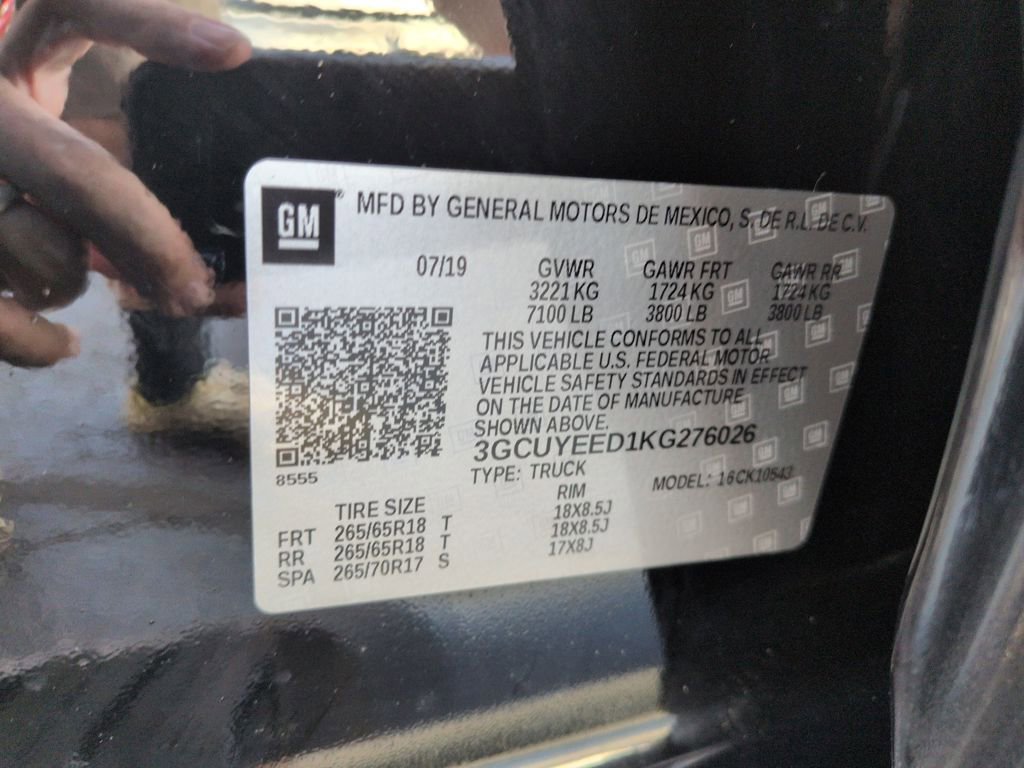 GM
MFD BY GENERAL MOTORS DE MEXICO, S. DE R.L. DE C.V.
07/19 GVWR GAWR FRT GAWR RR
3221 KG 1724 KG 1724 KG
7100 LB 3800 LB 3800 LB
THIS VEHICLE CONFORMS TO ALL
APPLICABLE U.S. FEDERAL MOTOR
VEHICLE SAFETY STANDARDS IN EFFECT
ON THE DATE OF MANUFACTURE
SHOWN ABOVE.
3GCUYEED1KG276026
8555
TYPE: TRUCK MODEL: 16CK10543
TIRE SIZE RIM
FRT 265/65R18 T 18X8.5J
RR 265/65R18 T 18X8.5J
SPA 265/70R17 S 17X8J